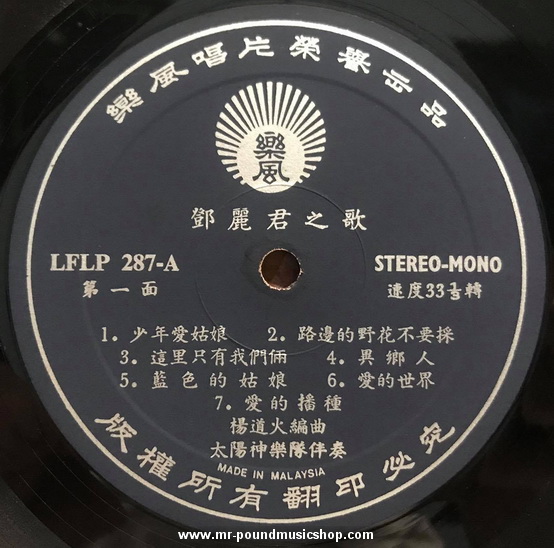 樂風唱片榮譽出品
樂風
鄧麗君之歌
LFLP 287-A STEREO-MONO
第一面 速度33⅓轉
1. 少年愛姑娘 2. 路邊的野花不要採
3. 這里只有我們倆 4. 異鄉人
5. 藍色的姑娘 6. 愛的世界
7. 愛的播種
楊道火編曲
太陽神樂隊伴奏
MADE IN MALAYSIA
版權所有翻印必究
www.mr-poundmusicshop.com